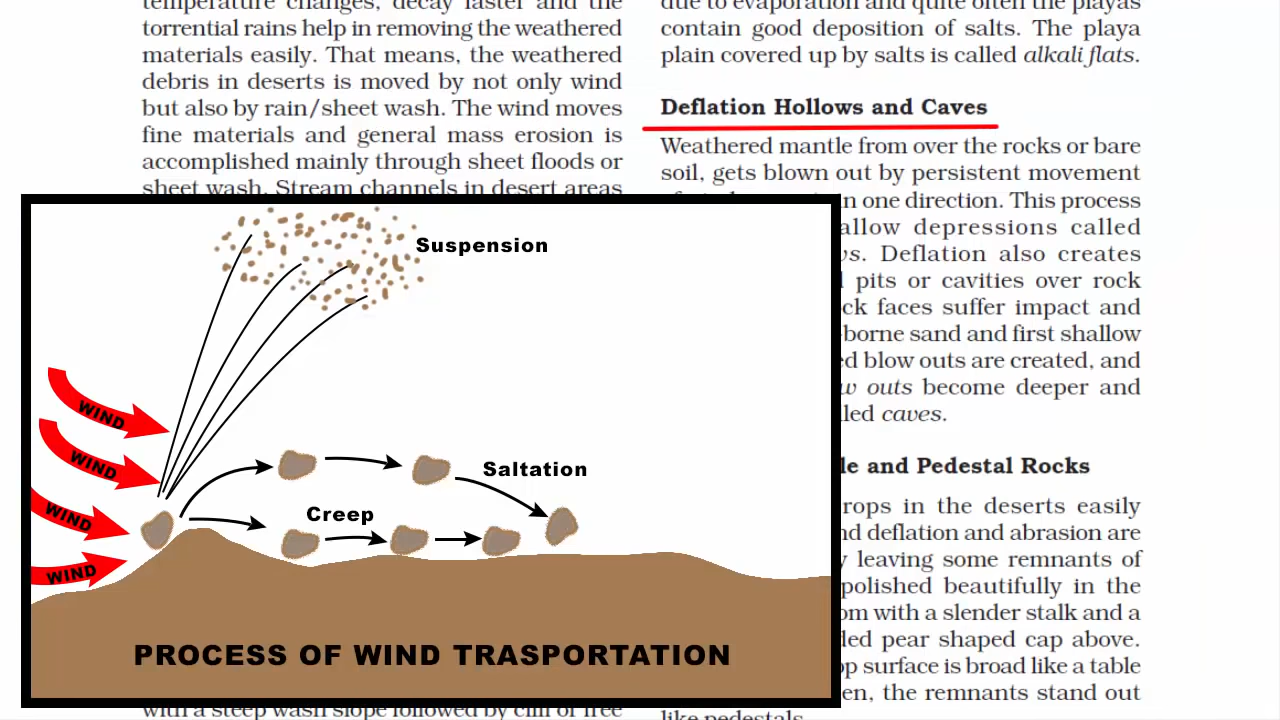 temperature changes, decay faster and the
torrential rains help in removing the weathered
materials easily. That means, the weathered
debris in deserts is moved by not only wind
but also by rain/sheet wash. The wind moves
fine materials and general mass erosion is
accomplished mainly through sheet floods or
sheet wash. Stream channels in desert areas
Suspension
WIND
WIND
WIND
WIND
Saltation
Creep
PROCESS OF WIND TRASPORTATION
with a steep wash slope followed by cliff or free
due to evaporation and quite often the playas
contain good deposition of salts. The playa
plain covered up by salts is called alkali flats.
Deflation Hollows and Caves
Weathered mantle from over the rocks or bare
soil, gets blown out by persistent movement
in one direction. This process
allow depressions called
ws. Deflation also creates
pits or cavities over rock
ck faces suffer impact and
borne sand and first shallow
ed blow outs are created, and
w outs become deeper and
led caves.
le and Pedestal Rocks
rops in the deserts easily
nd deflation and abrasion are
y leaving some remnants of
polished beautifully in the
om with a slender stalk and a
ded pear shaped cap above.
op surface is broad like a table
en, the remnants stand out
like pedestals.